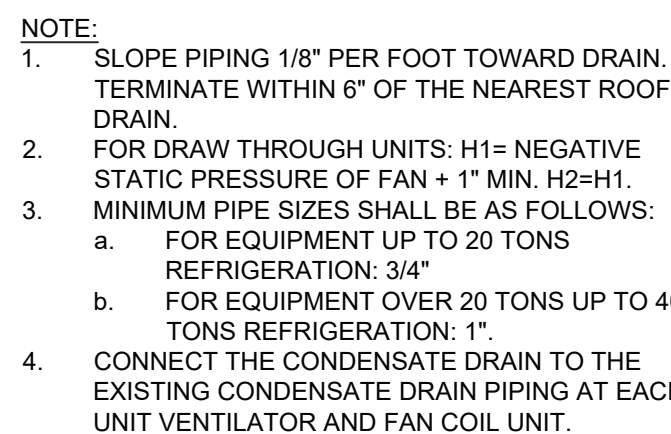 NOTE:
1. SLOPE PIPING 1/8" PER FOOT TOWARD DRAIN.
TERMINATE WITHIN 6" OF THE NEAREST ROOF
DRAIN.
2. FOR DRAW THROUGH UNITS: H1= NEGATIVE
STATIC PRESSURE OF FAN + 1" MIN. H2=H1.
3. MINIMUM PIPE SIZES SHALL BE AS FOLLOWS:
a. FOR EQUIPMENT UP TO 20 TONS
REFRIGERATION: 3/4"
b. FOR EQUIPMENT OVER 20 TONS UP TO
TONS REFRIGERATION: 1".
4. CONNECT THE CONDENSATE DRAIN TO THE
EXISTING CONDENSATE DRAIN PIPING AT
UNIT VENTILATOR AND FAN COIL UNIT.